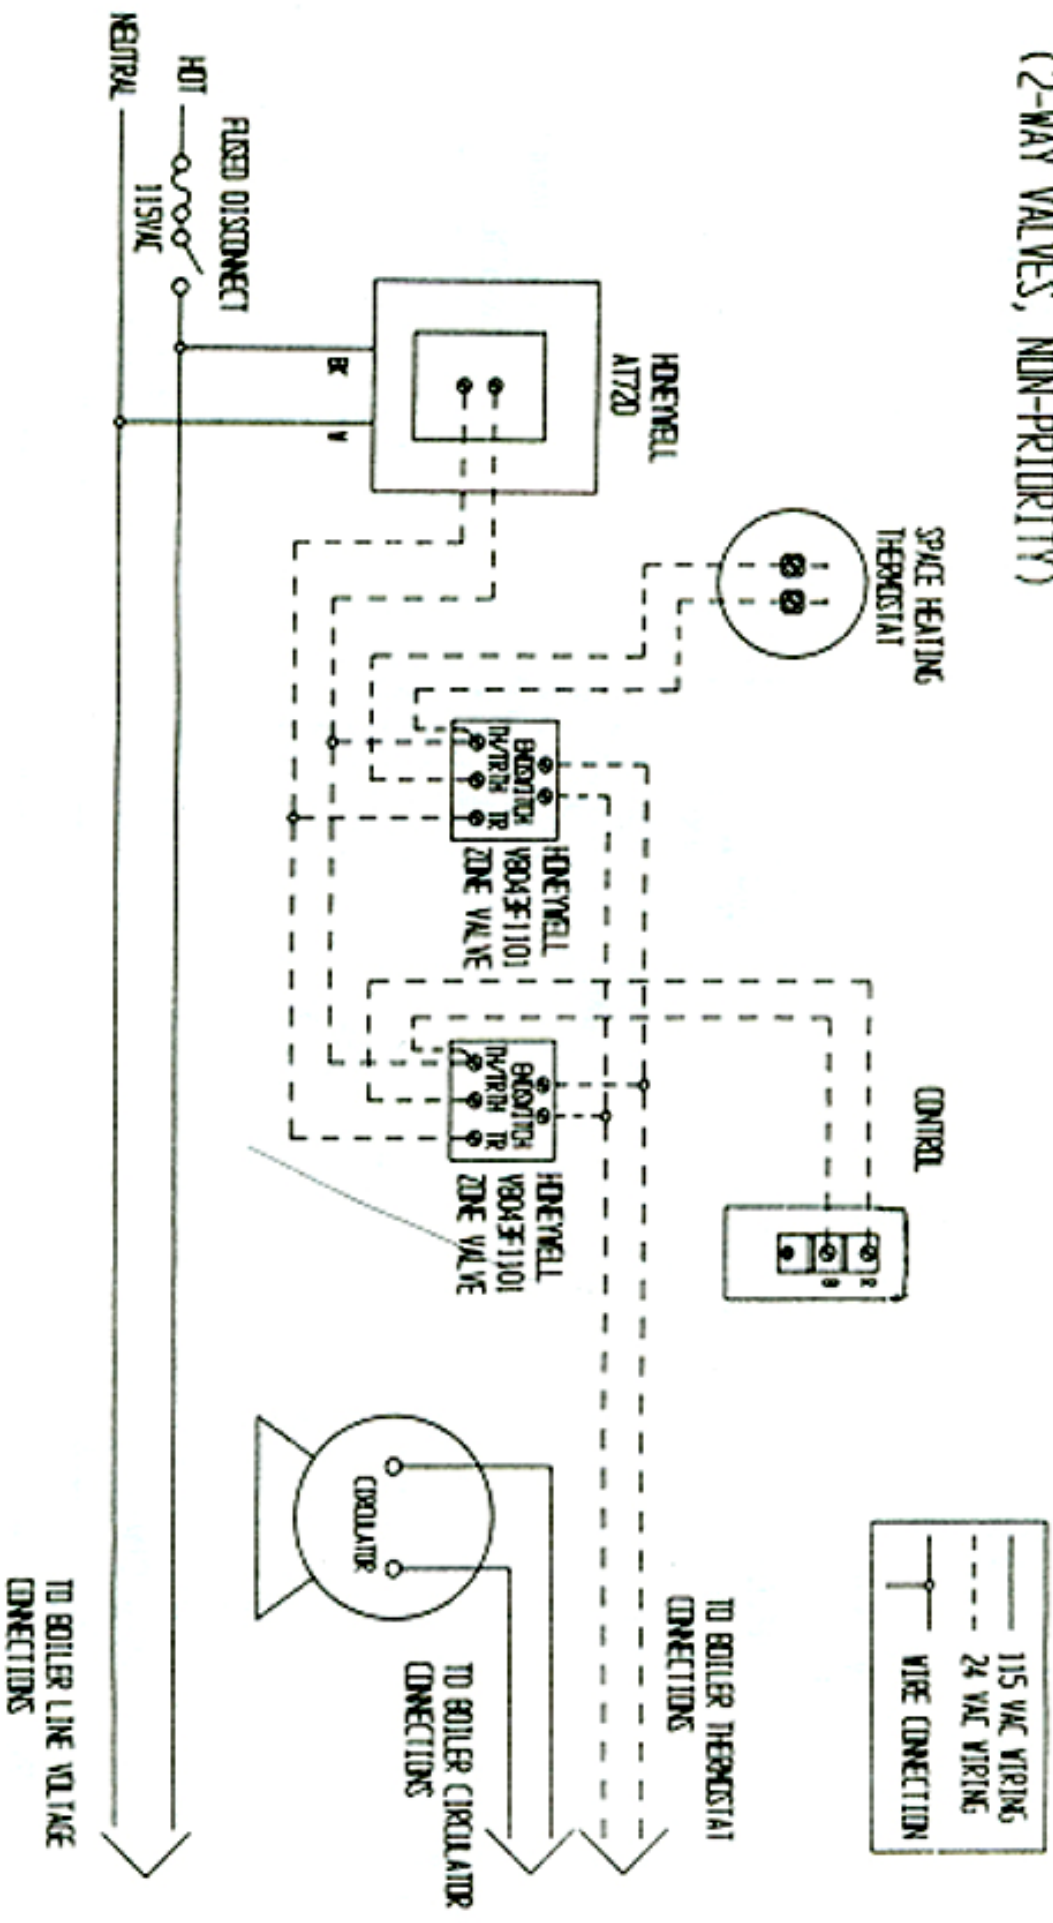 (2-WAY VALVES, NON-PRIORITY)
115 VAC WIRING
24 VAC WIRING
WIRE CONNECTION
SPACE HEATING
THERMOSTAT
CONTROL
HONEYWELL
AT72D
TO BOILER THERMOSTAT
CONNECTIONS
ENDSWITCH
TH/TR TH TR
HONEYWELL
V8043F1101
ZONE VALVE
ENDSWITCH
TH/TR TH TR
HONEYWELL
V8043F1101
ZONE VALVE
TO BOILER CIRCULATOR
CONNECTIONS
CIRCULATOR
BK
W
FUSED DISCONNECT
HOT
115VAC
NEUTRAL
TO BOILER LINE VOLTAGE
CONNECTIONS